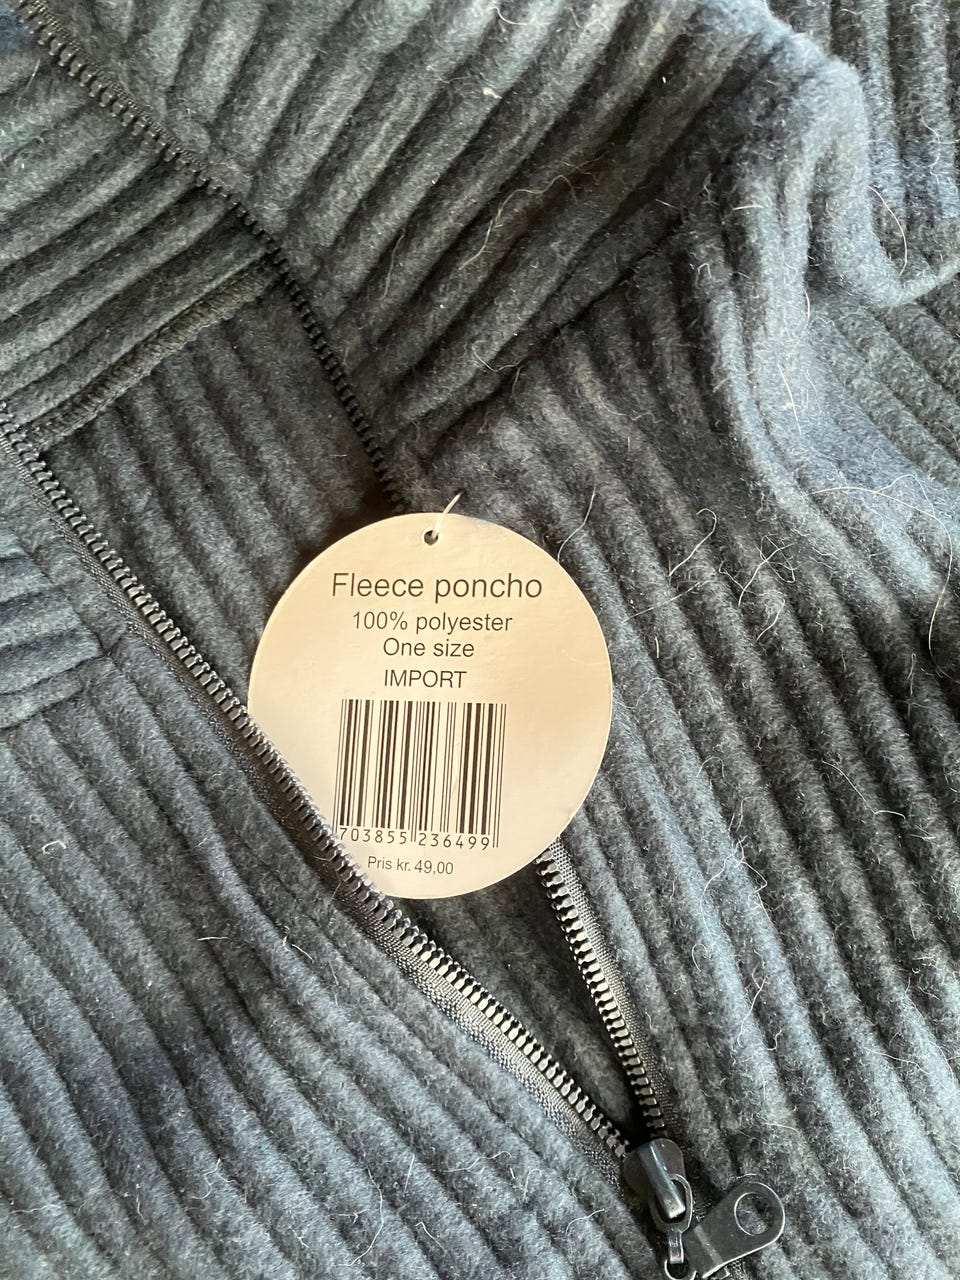 Fleece poncho
100% polyester
One size
IMPORT
703855 236499
Pris kr. 49,00